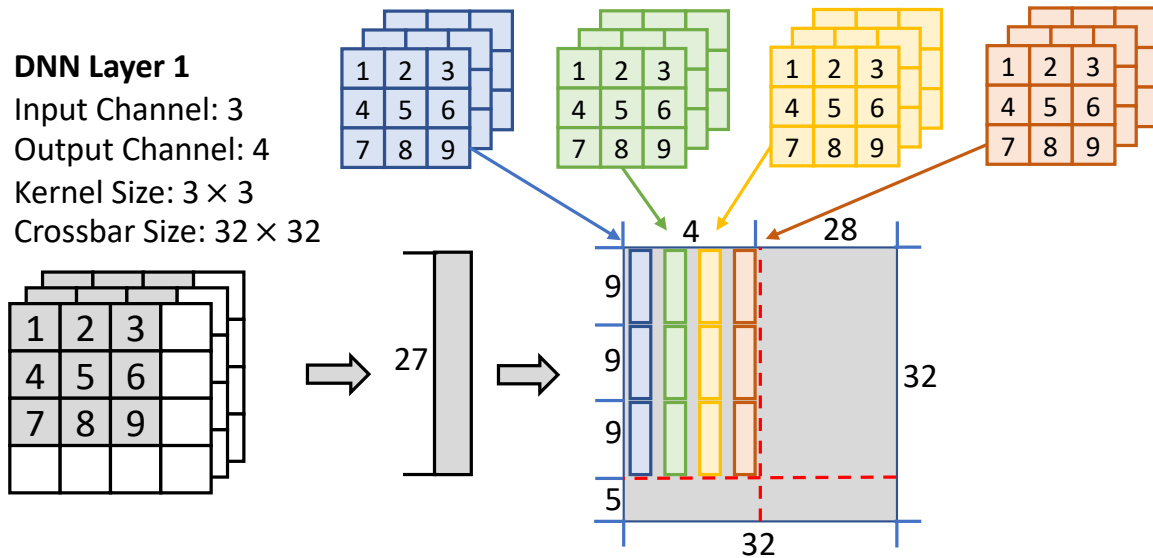 DNN Layer 1
Input Channel: 3
Output Channel: 4
Kernel Size: 3 × 3
Crossbar Size: 32 × 32
1 2 3
4 5 6
7 8 9
1 2 3
4 5 6
7 8 9
1 2 3
4 5 6
7 8 9
1 2 3
4 5 6
7 8 9
1 2 3
4 5 6
7 8 9
27
4
28
9
9
9
5
32
32